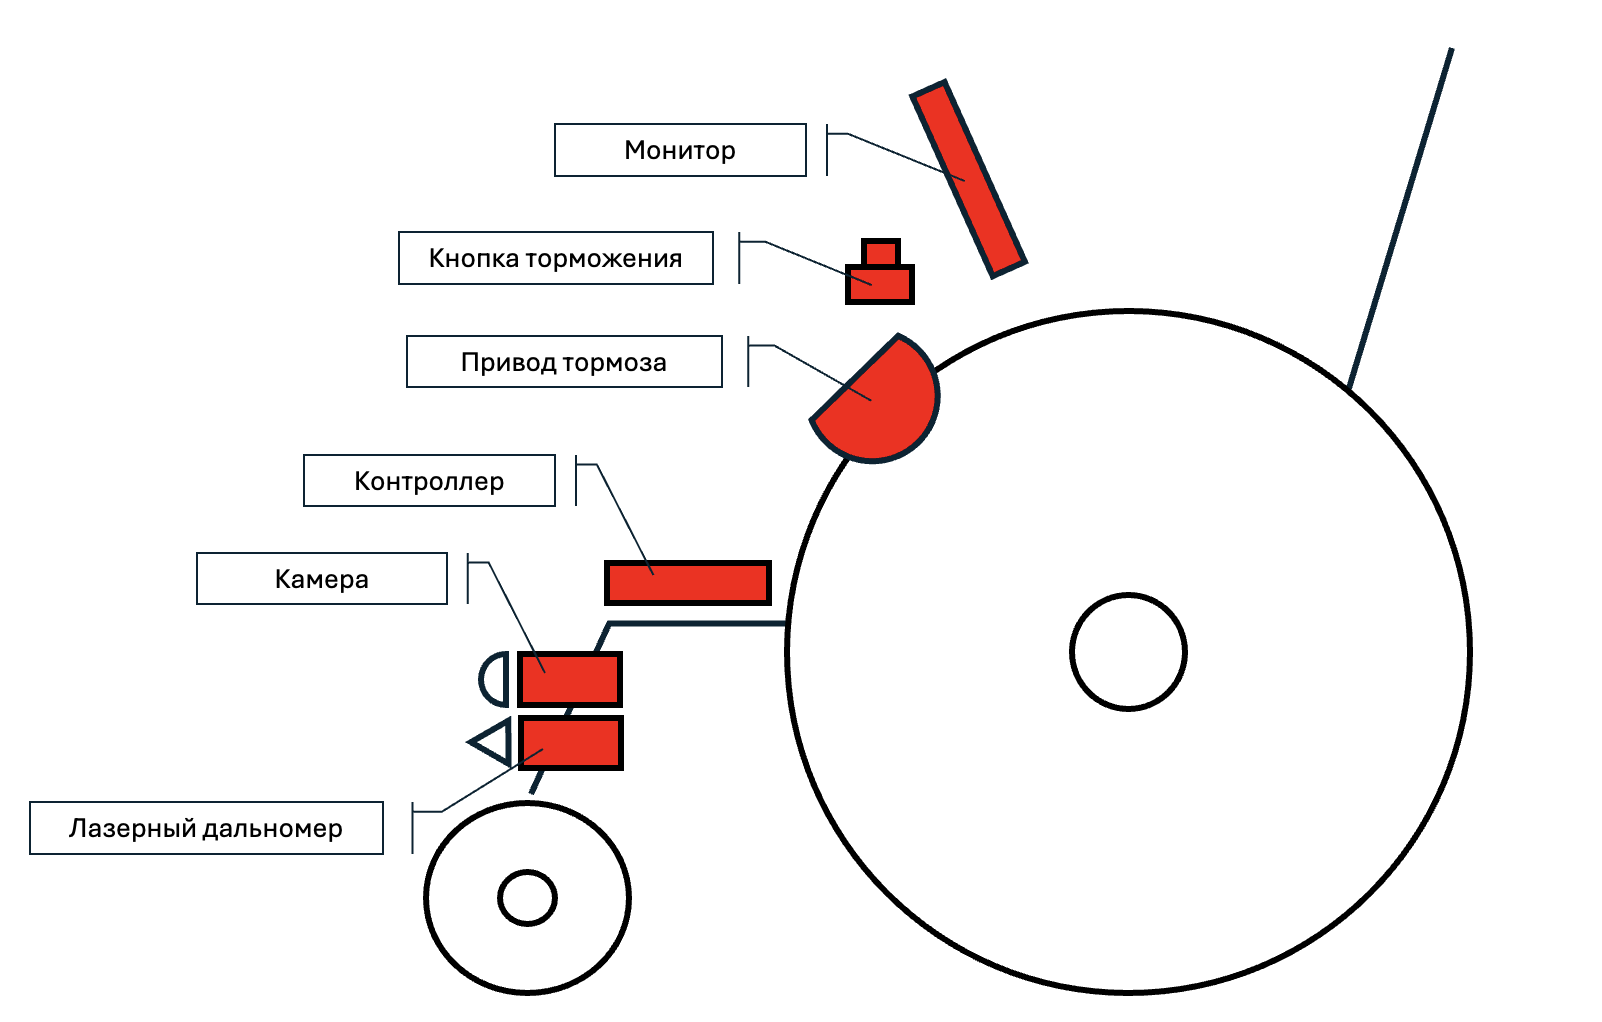 Монитор
Кнопка торможения
Привод тормоза
Контроллер
Камера
Лазерный дальномер